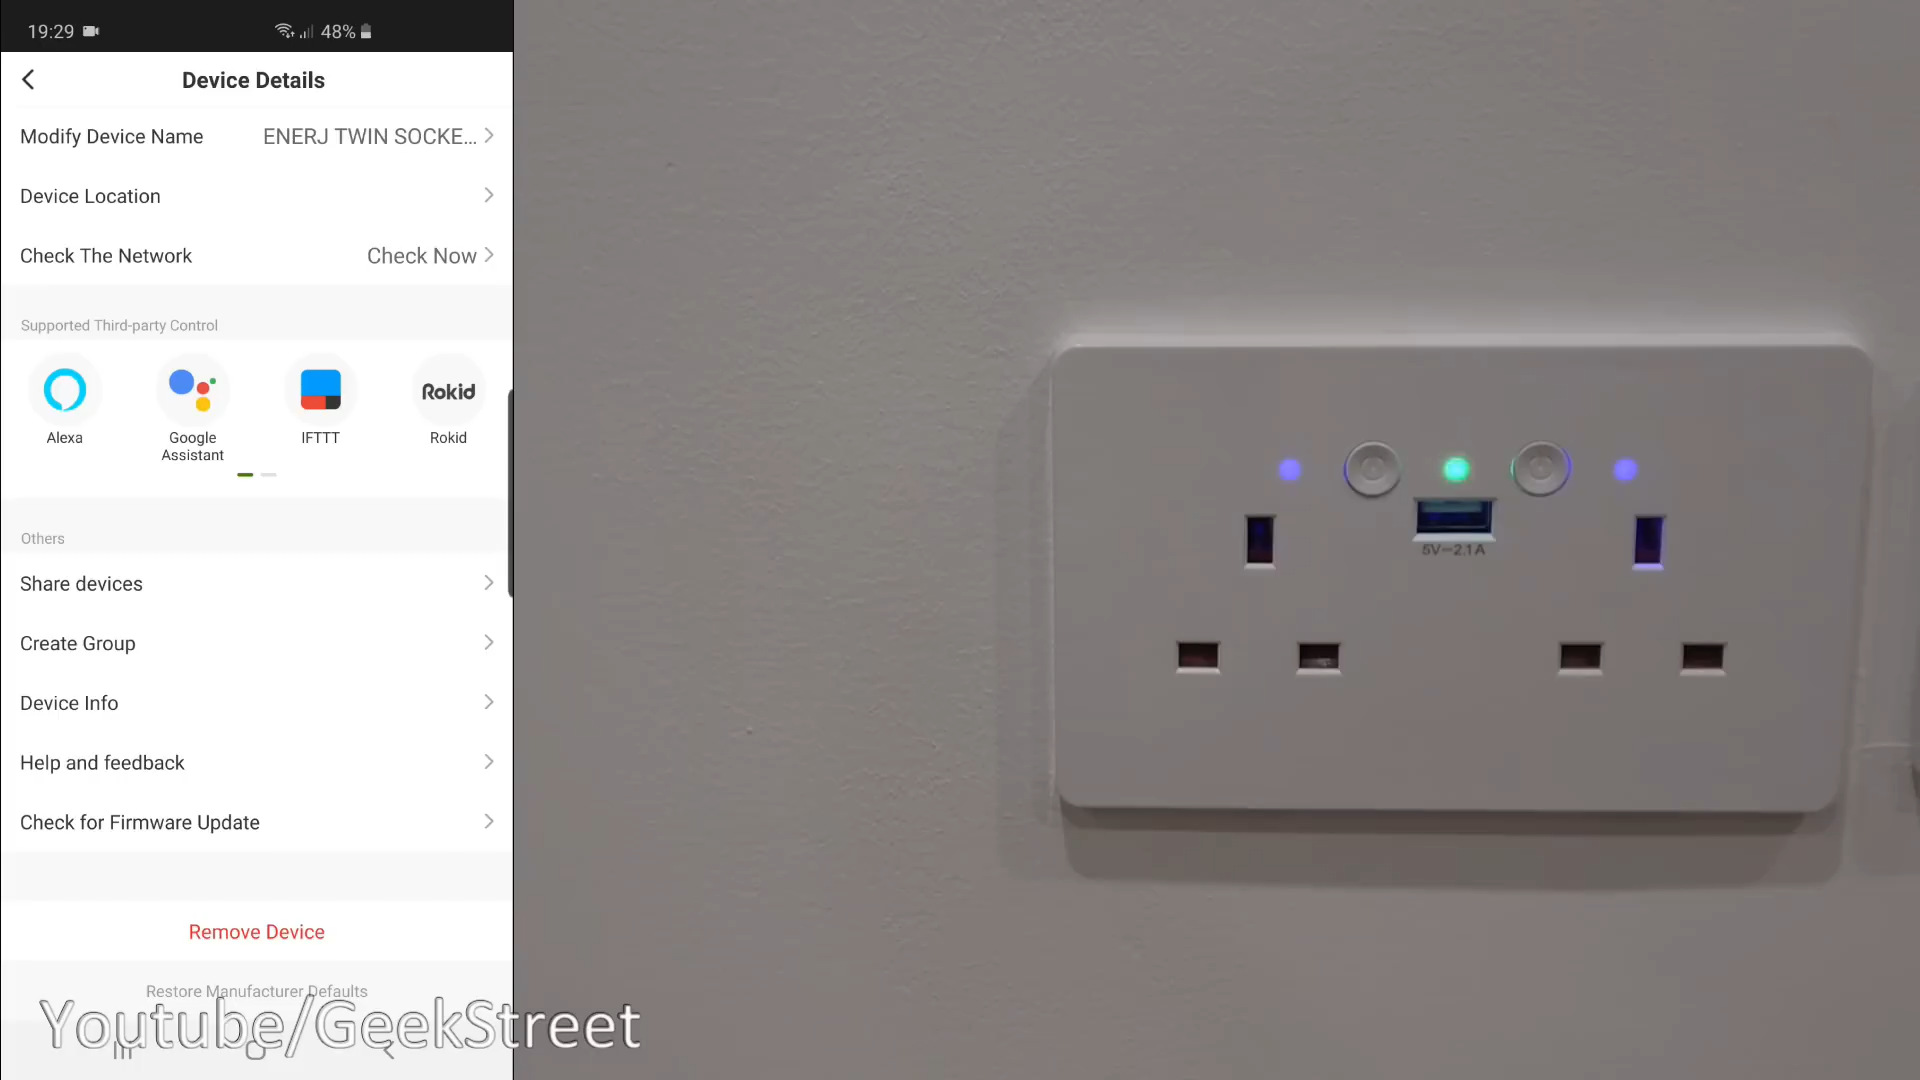 19:29
48%
Device Details
Modify Device Name ENERJ TWIN SOCKE...
Device Location
Check The Network Check Now
Supported Third-party Control
Rokid
Alexa
Google Assistant
IFTTT
Rokid
Others
Share devices
Create Group
Device Info
Help and feedback
Check for Firmware Update
Remove Device
Restore Manufacturer Defaults
Youtube/GeekStreet
5V⎓2.1A